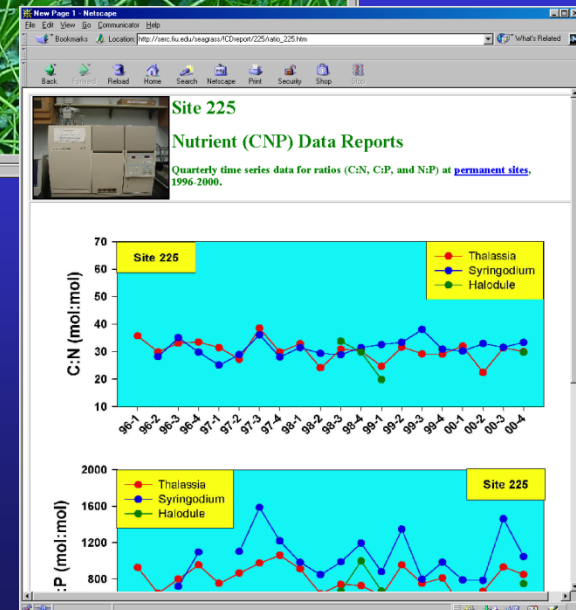 New Page 1 - Netscape
File Edit View Go Communicator Help
Bookmarks Location: http://serc.fiu.edu/seagrass/!CDreport/225/ratio_225.htm What's Related
Back Forward Reload Home Search Netscape Print Security Shop Stop
Site 225
Nutrient (CNP) Data Reports
Quarterly time series data for ratios (C:N, C:P, and N:P) at permanent sites,
1996-2000.
Site 225
Thalassia
Syringodium
Halodule
C:N (mol:mol)
70
60
50
40
30
20
10
96-1 96-2 96-3 96-4 97-1 97-2 97-3 97-4 98-1 98-2 98-3 98-4 99-1 99-2 99-3 99-4 00-1 00-2 00-3 00-4
Thalassia
Syringodium
Halodule
Site 225
:P (mol:mol)
2000
1600
1200
800